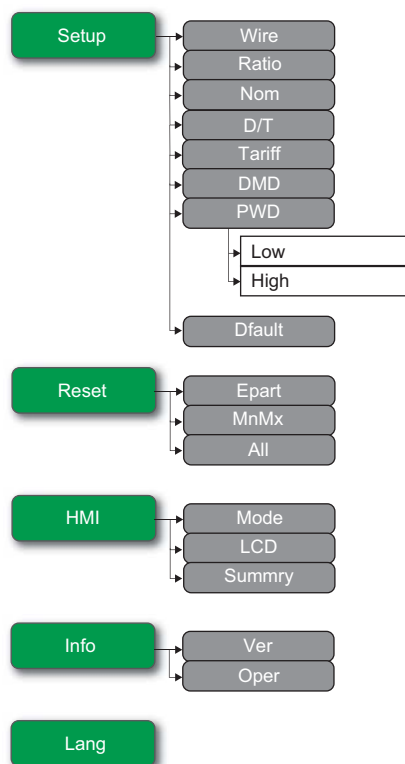 Setup
Wire
Ratio
Nom
D/T
Tariff
DMD
PWD
Low
High
Dfault
Reset
Epart
MnMx
All
HMI
Mode
LCD
Summry
Info
Ver
Oper
Lang